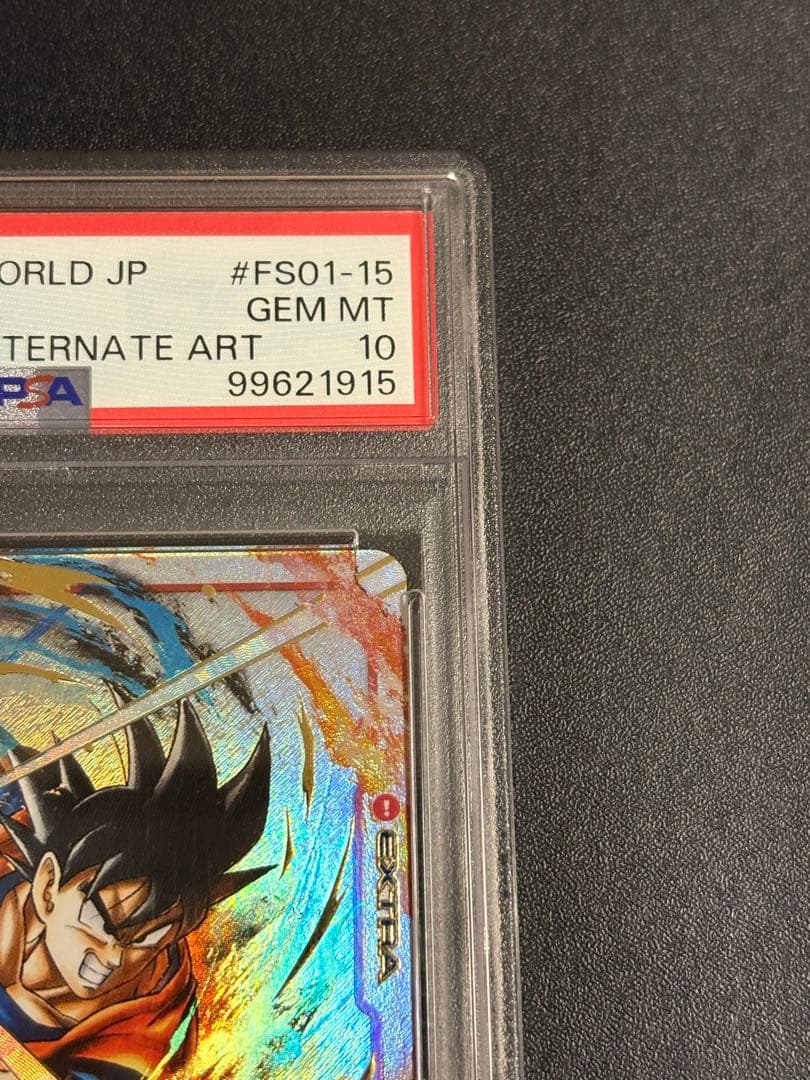 ORLD JP #FS01-15
GEM MT
TERNATE ART 10
PSA 99621915
! EXTRA